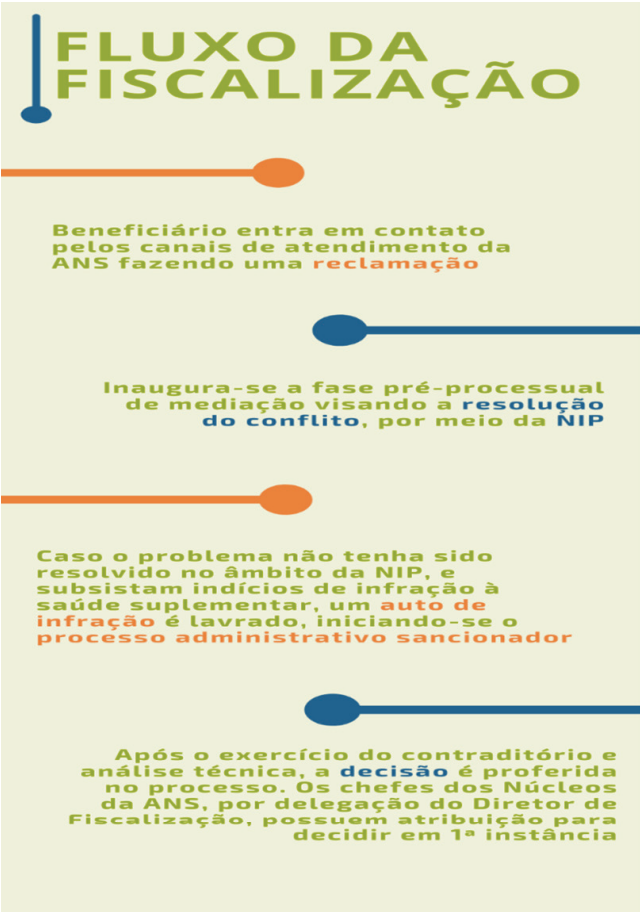 FLUXO DA
FISCALIZAÇÃO
Beneficiário entra em contato
pelos canais de atendimento da
ANS fazendo uma reclamação
Inaugura-se a fase pré-processual
de mediação visando a resolução
do conflito, por meio da NIP
Caso o problema não tenha sido
resolvido no âmbito da NIP, e
subsistam indícios de infração à
saúde suplementar, um auto de
infração é lavrado, iniciando-se o
processo administrativo sancionador
Após o exercício do contraditório e
análise técnica, a decisão é proferida
no processo. Os chefes dos Núcleos
da ANS, por delegação do Diretor de
Fiscalização, possuem atribuição para
decidir em 1ª instância